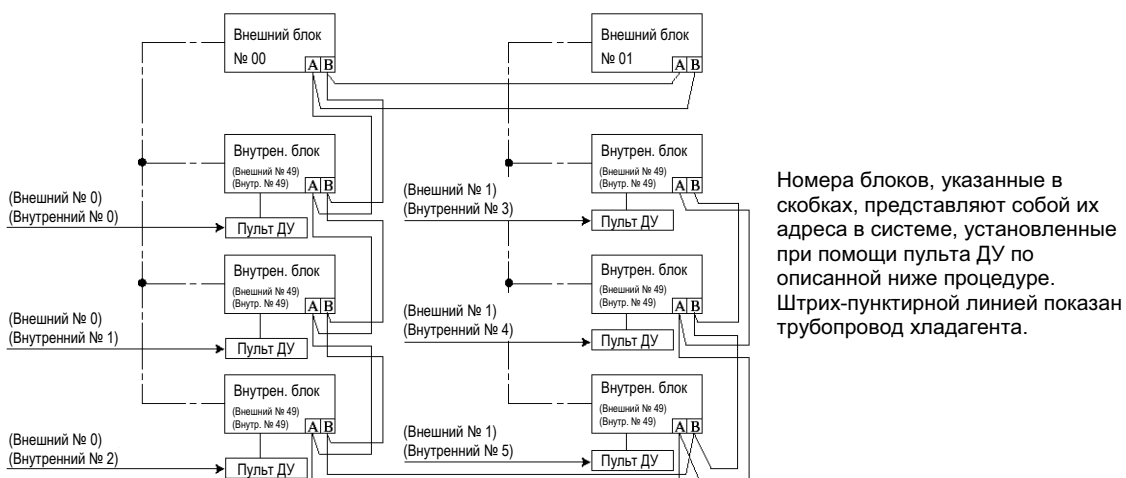 Внешний блок
№ 00
A B
Внешний блок
№ 01
A B
Внутрен. блок
(Внешний № 49)
(Внутр. № 49)
A B
(Внешний № 0)
(Внутренний № 0)
Пульт ДУ
Внутрен. блок
(Внешний № 49)
(Внутр. № 49)
A B
(Внешний № 1)
(Внутренний № 3)
Пульт ДУ
Внутрен. блок
(Внешний № 49)
(Внутр. № 49)
A B
(Внешний № 0)
(Внутренний № 1)
Пульт ДУ
Внутрен. блок
(Внешний № 49)
(Внутр. № 49)
A B
(Внешний № 1)
(Внутренний № 4)
Пульт ДУ
Внутрен. блок
(Внешний № 49)
(Внутр. № 49)
A B
(Внешний № 0)
(Внутренний № 2)
Пульт ДУ
Внутрен. блок
(Внешний № 49)
(Внутр. № 49)
A B
(Внешний № 1)
(Внутренний № 5)
Пульт ДУ
Номера блоков, указанные в
скобках, представляют собой их
адреса в системе, установленные
при помощи пульта ДУ по
описанной ниже процедуре.
Штрих-пунктирной линией показан
трубопровод хладагента.